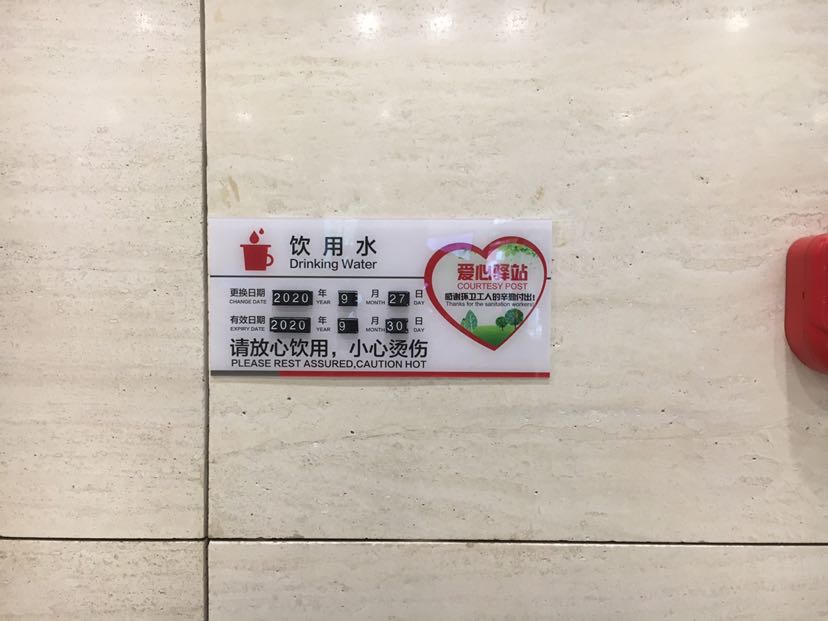 饮用水
Drinking Water
更换日期 2020 年 9 月 27 日
CHANGE DATE YEAR MONTH DAY
有效日期 2020 年 9 月 30 日
EXPIRY DATE YEAR MONTH DAY
请放心饮用，小心烫伤
PLEASE REST ASSURED,CAUTION HOT
爱心驿站
COURTESY POST
感谢环卫工人的辛勤付出!
Thanks for the sanitation workers!